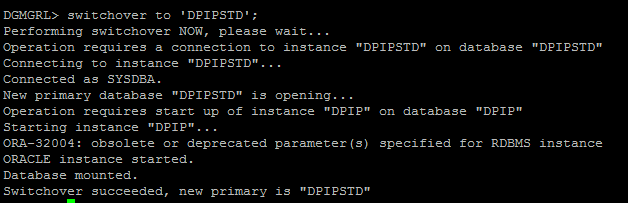 DGMGRL> switchover to 'DPIPSTD';
Performing switchover NOW, please wait...
Operation requires a connection to instance "DPIPSTD" on database "DPIPSTD"
Connecting to instance "DPIPSTD"...
Connected as SYSDBA.
New primary database "DPIPSTD" is opening...
Operation requires start up of instance "DPIP" on database "DPIP"
Starting instance "DPIP"...
ORA-32004: obsolete or deprecated parameter(s) specified for RDBMS instance
ORACLE instance started.
Database mounted.
Switchover succeeded, new primary is "DPIPSTD"